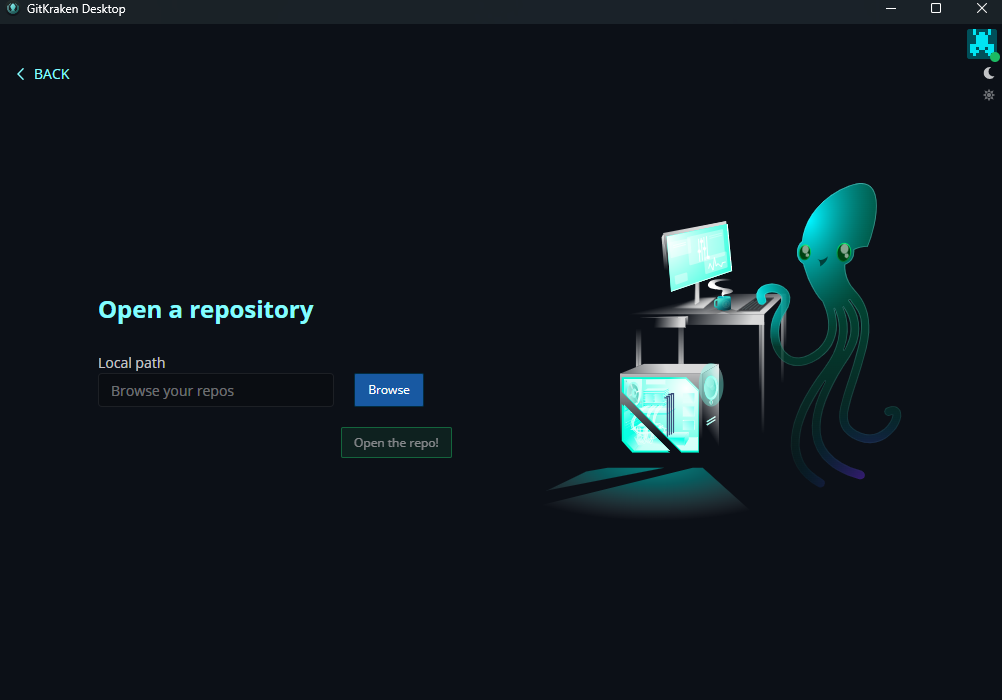 GitKraken Desktop
BACK
Open a repository
Local path
Browse your repos
Browse
Open the repo!